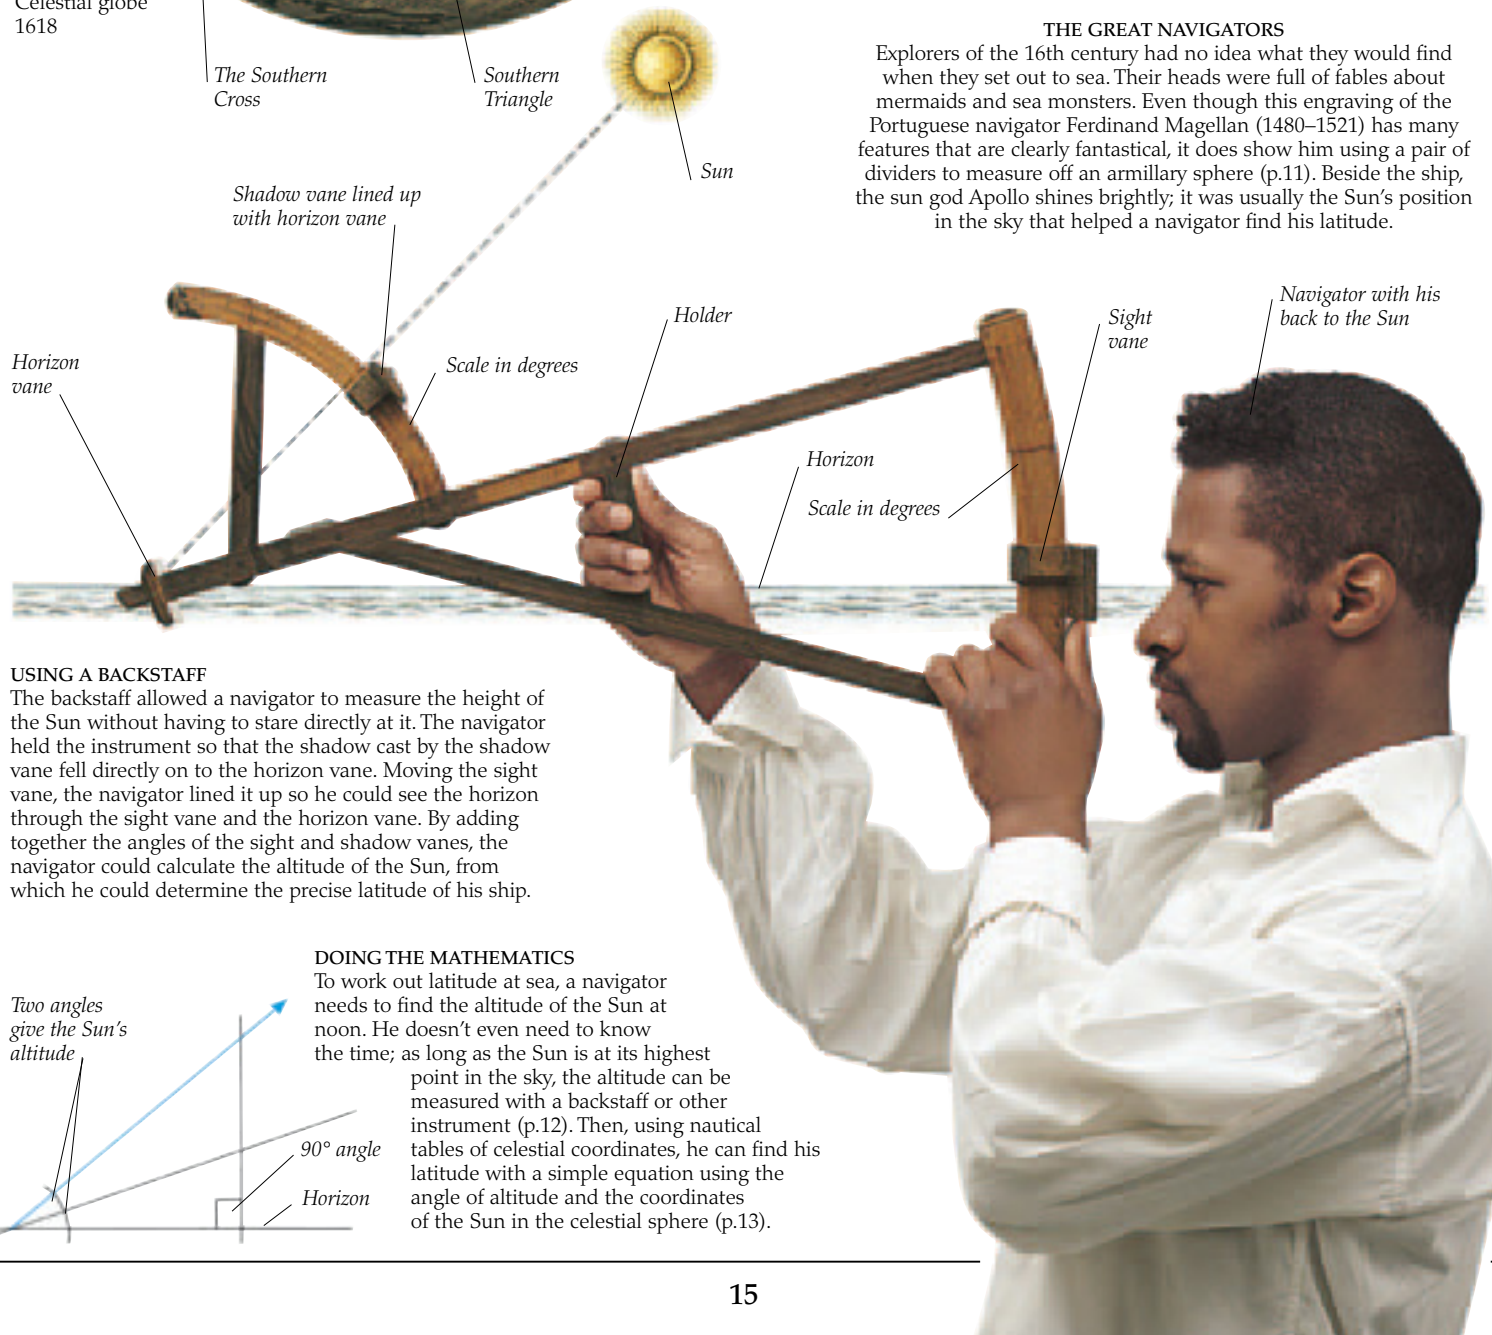 Celestial globe
1618
The Southern
Cross
Southern
Triangle
Sun
THE GREAT NAVIGATORS
Explorers of the 16th century had no idea what they would find
when they set out to sea. Their heads were full of fables about
mermaids and sea monsters. Even though this engraving of the
Portuguese navigator Ferdinand Magellan (1480–1521) has many
features that are clearly fantastical, it does show him using a pair of
dividers to measure off an armillary sphere (p.11). Beside the ship,
the sun god Apollo shines brightly; it was usually the Sun's position
in the sky that helped a navigator find his latitude.
Shadow vane lined up
with horizon vane
Holder
Sight
vane
Navigator with his
back to the Sun
Horizon
vane
Scale in degrees
Horizon
Scale in degrees
USING A BACKSTAFF
The backstaff allowed a navigator to measure the height of
the Sun without having to stare directly at it. The navigator
held the instrument so that the shadow cast by the shadow
vane fell directly on to the horizon vane. Moving the sight
vane, the navigator lined it up so he could see the horizon
through the sight vane and the horizon vane. By adding
together the angles of the sight and shadow vanes, the
navigator could calculate the altitude of the Sun, from
which he could determine the precise latitude of his ship.
Two angles
give the Sun's
altitude
90° angle
Horizon
DOING THE MATHEMATICS
To work out latitude at sea, a navigator
needs to find the altitude of the Sun at
noon. He doesn't even need to know
the time; as long as the Sun is at its highest
point in the sky, the altitude can be
measured with a backstaff or other
instrument (p.12). Then, using nautical
tables of celestial coordinates, he can find his
latitude with a simple equation using the
angle of altitude and the coordinates
of the Sun in the celestial sphere (p.13).
15